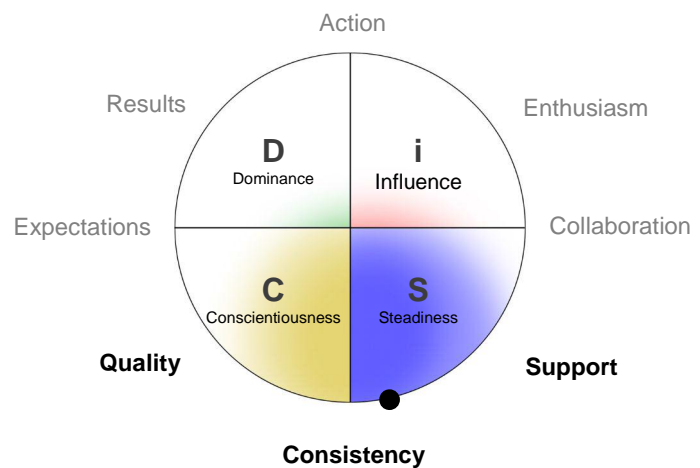 Action
Results
Enthusiasm
D
Dominance
i
Influence
Expectations
Collaboration
C
Conscientiousness
S
Steadiness
Quality
Support
Consistency